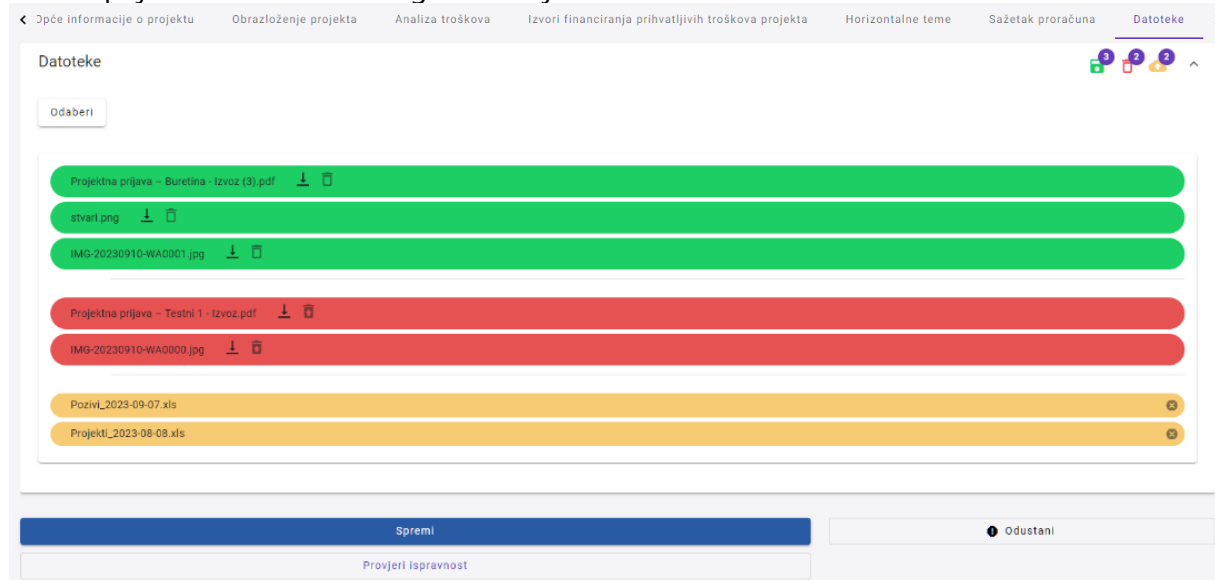 Opće informacije o projektu Obrazloženje projekta Analiza troškova Izvori financiranja prihvatljivih troškova projekta Horizontalne teme Sažetak proračuna Datoteke
Datoteke
3 2 2
Odaberi
Projektna prijava – Buretina - Izvoz (3).pdf
stvari.png
IMG-20230910-WA0001.jpg
Projektna prijava – Testni 1 - Izvoz.pdf
IMG-20230910-WA0000.jpg
Pozivi_2023-09-07.xls
Projekti_2023-08-08.xls
Spremi Odustani
Provjeri ispravnost